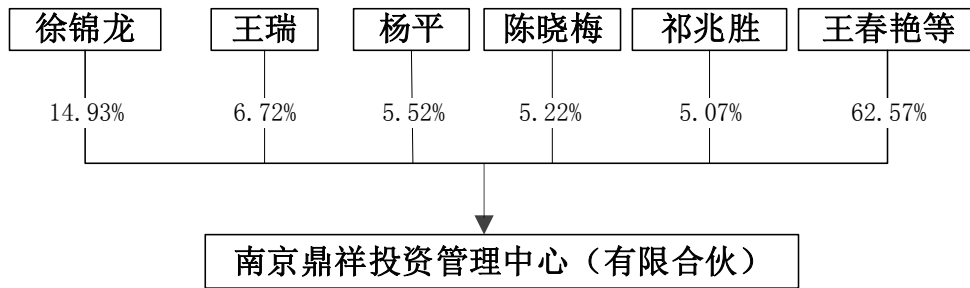 徐锦龙 王瑞 杨平 陈晓梅 祁兆胜 王春艳等
14.93% 6.72% 5.52% 5.22% 5.07% 62.57%
南京鼎祥投资管理中心（有限合伙）